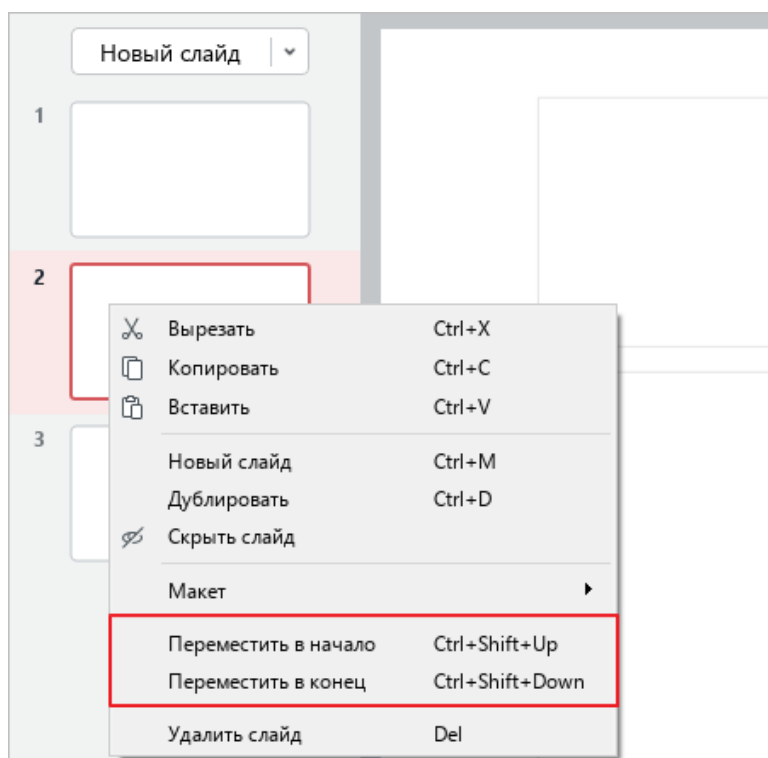 Новый слайд
1
2
Вырезать Ctrl+X
Копировать Ctrl+C
Вставить Ctrl+V
3
Новый слайд Ctrl+M
Дублировать Ctrl+D
Скрыть слайд
Макет
Переместить в начало Ctrl+Shift+Up
Переместить в конец Ctrl+Shift+Down
Удалить слайд Del